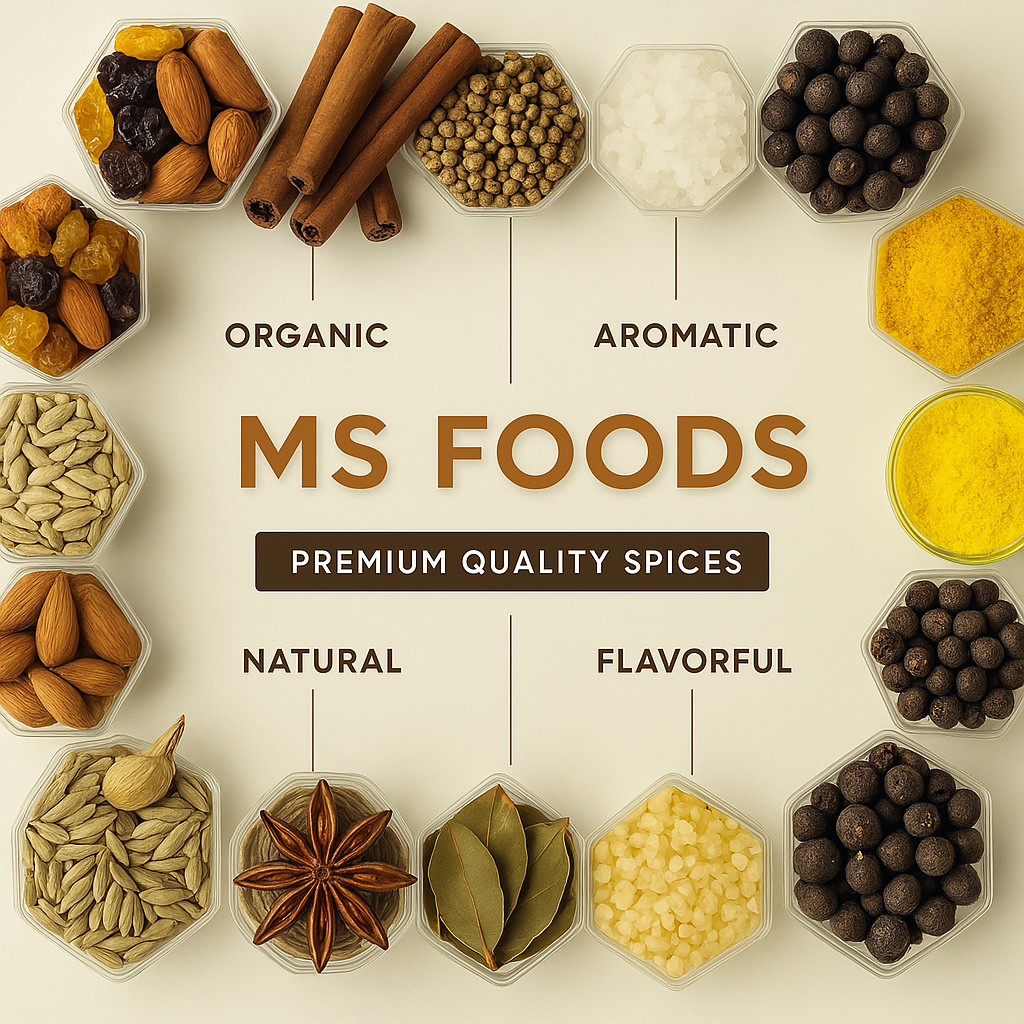 ORGANIC
AROMATIC
MS FOODS
PREMIUM QUALITY SPICES
NATURAL
FLAVORFUL